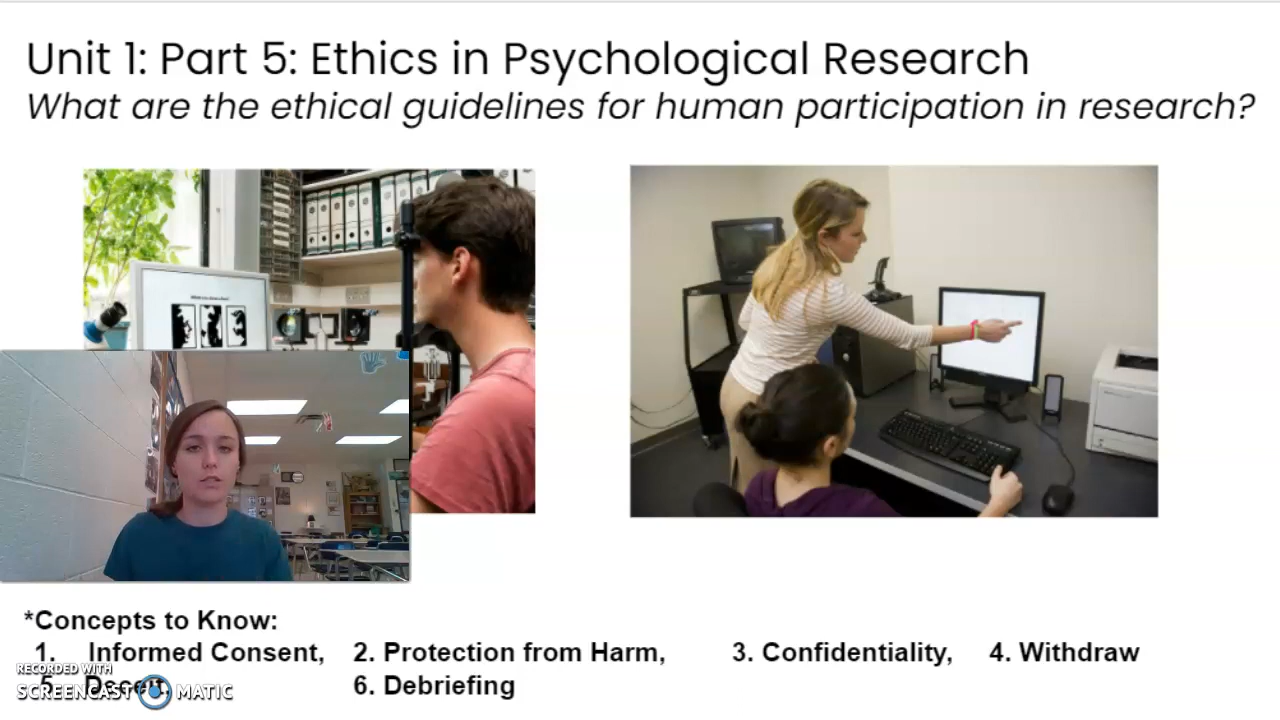 Unit 1: Part 5: Ethics in Psychological Research
What are the ethical guidelines for human participation in research?
*Concepts to Know:
1. Informed Consent, 2. Protection from Harm, 3. Confidentiality, 4. Withdraw
5. Deceit, 6. Debriefing
RECORDED WITH
SCREENCAST MATIC